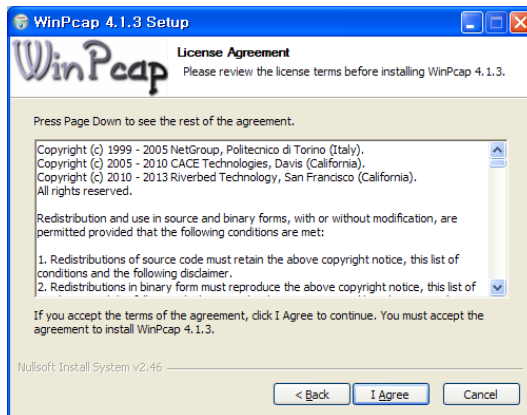 WinPcap 4.1.3 Setup
WinPcap
License Agreement
Please review the license terms before installing WinPcap 4.1.3.
Press Page Down to see the rest of the agreement.
Copyright (c) 1999 - 2005 NetGroup, Politecnico di Torino (Italy).
Copyright (c) 2005 - 2010 CACE Technologies, Davis (California).
Copyright (c) 2010 - 2013 Riverbed Technology, San Francisco (California).
All rights reserved.
Redistribution and use in source and binary forms, with or without modification, are
permitted provided that the following conditions are met:
1. Redistributions of source code must retain the above copyright notice, this list of
conditions and the following disclaimer.
2. Redistributions in binary form must reproduce the above copyright notice, this list of
If you accept the terms of the agreement, click I Agree to continue. You must accept the
agreement to install WinPcap 4.1.3.
Nullsoft Install System v2.46
< Back
I Agree
Cancel